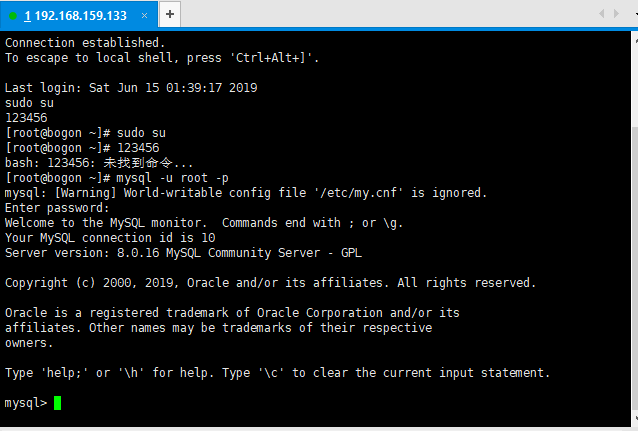 1 192.168.159.133 × +
Connection established.
To escape to local shell, press 'Ctrl+Alt+]'.
Last login: Sat Jun 15 01:39:17 2019
sudo su
123456
[root@bogon ~]# sudo su
[root@bogon ~]# 123456
bash: 123456: 未找到命令...
[root@bogon ~]# mysql -u root -p
mysql: [Warning] World-writable config file '/etc/my.cnf' is ignored.
Enter password:
Welcome to the MySQL monitor.  Commands end with ; or \g.
Your MySQL connection id is 10
Server version: 8.0.16 MySQL Community Server - GPL
Copyright (c) 2000, 2019, Oracle and/or its affiliates. All rights reserved.
Oracle is a registered trademark of Oracle Corporation and/or its
affiliates. Other names may be trademarks of their respective
owners.
Type 'help;' or '\h' for help. Type '\c' to clear the current input statement.
mysql>